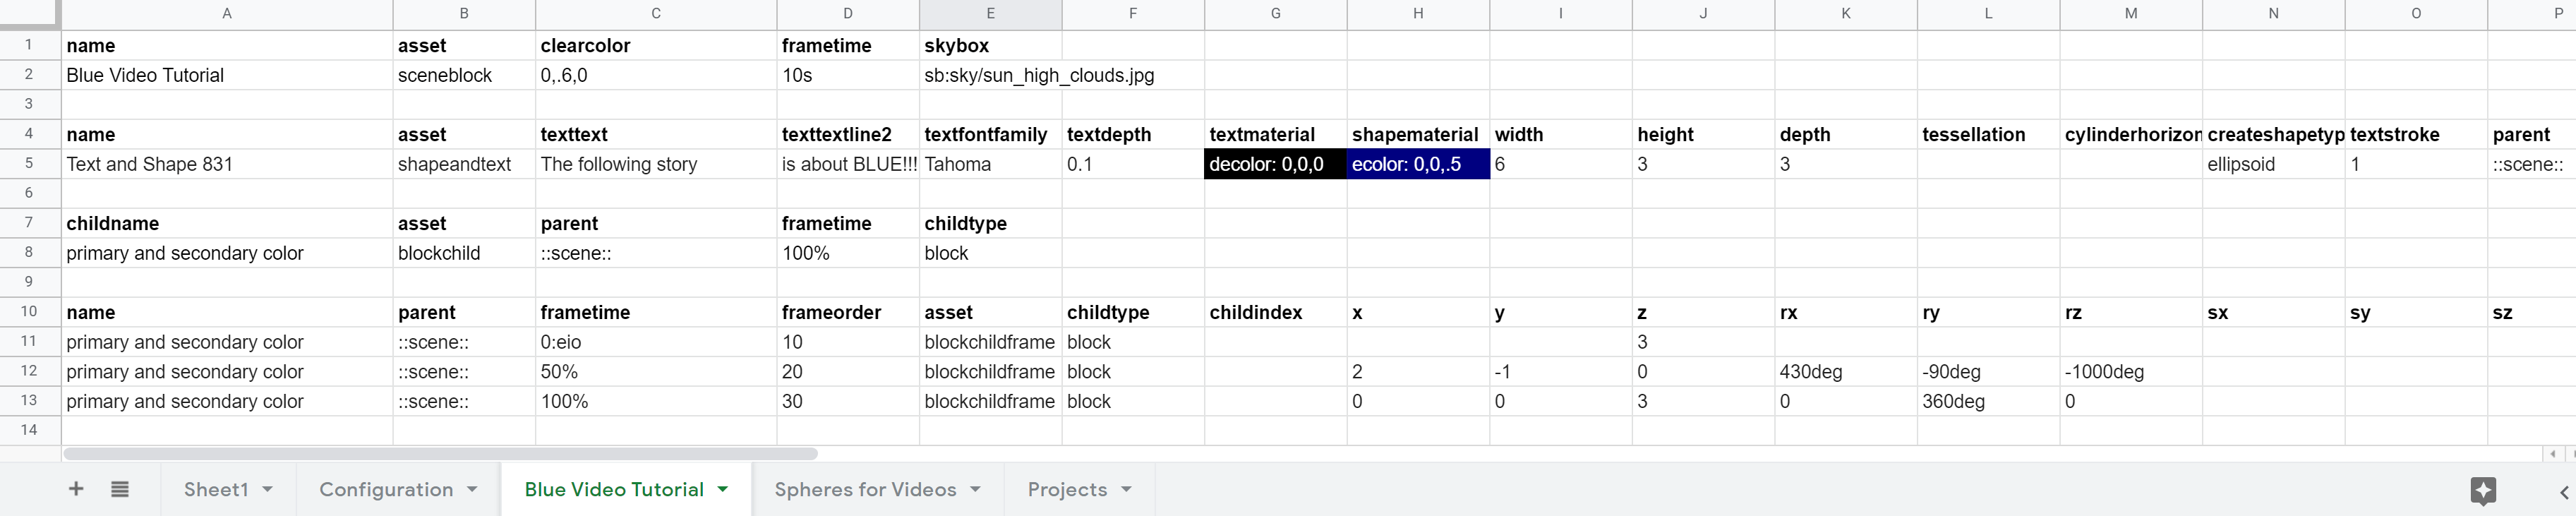 A B C D E F G H I J K L M N O P
1 name asset clearcolor frametime skybox
2 Blue Video Tutorial sceneblock 0,.6,0 10s sb:sky/sun_high_clouds.jpg
3
4 name asset texttext texttextline2 textfontfamily textdepth textmaterial shapematerial width height depth tessellation cylinderhorizon createshapetyp textstroke parent
5 Text and Shape 831 shapeandtext The following story is about BLUE!!! Tahoma 0.1 decolor: 0,0,0 ecolor: 0,0,.5 6 3 3 ellipsoid 1 ::scene::
6
7 childname asset parent frametime childtype
8 primary and secondary color blockchild ::scene:: 100% block
9
10 name parent frametime frameorder asset childtype childindex x y z rx ry rz sx sy sz
11 primary and secondary color ::scene:: 0:eio 10 blockchildframe block 3
12 primary and secondary color ::scene:: 50% 20 blockchildframe block 2 -1 0 430deg -90deg -1000deg
13 primary and secondary color ::scene:: 100% 30 blockchildframe block 0 0 3 0 360deg 0
14
+ Sheet1 Configuration Blue Video Tutorial Spheres for Videos Projects